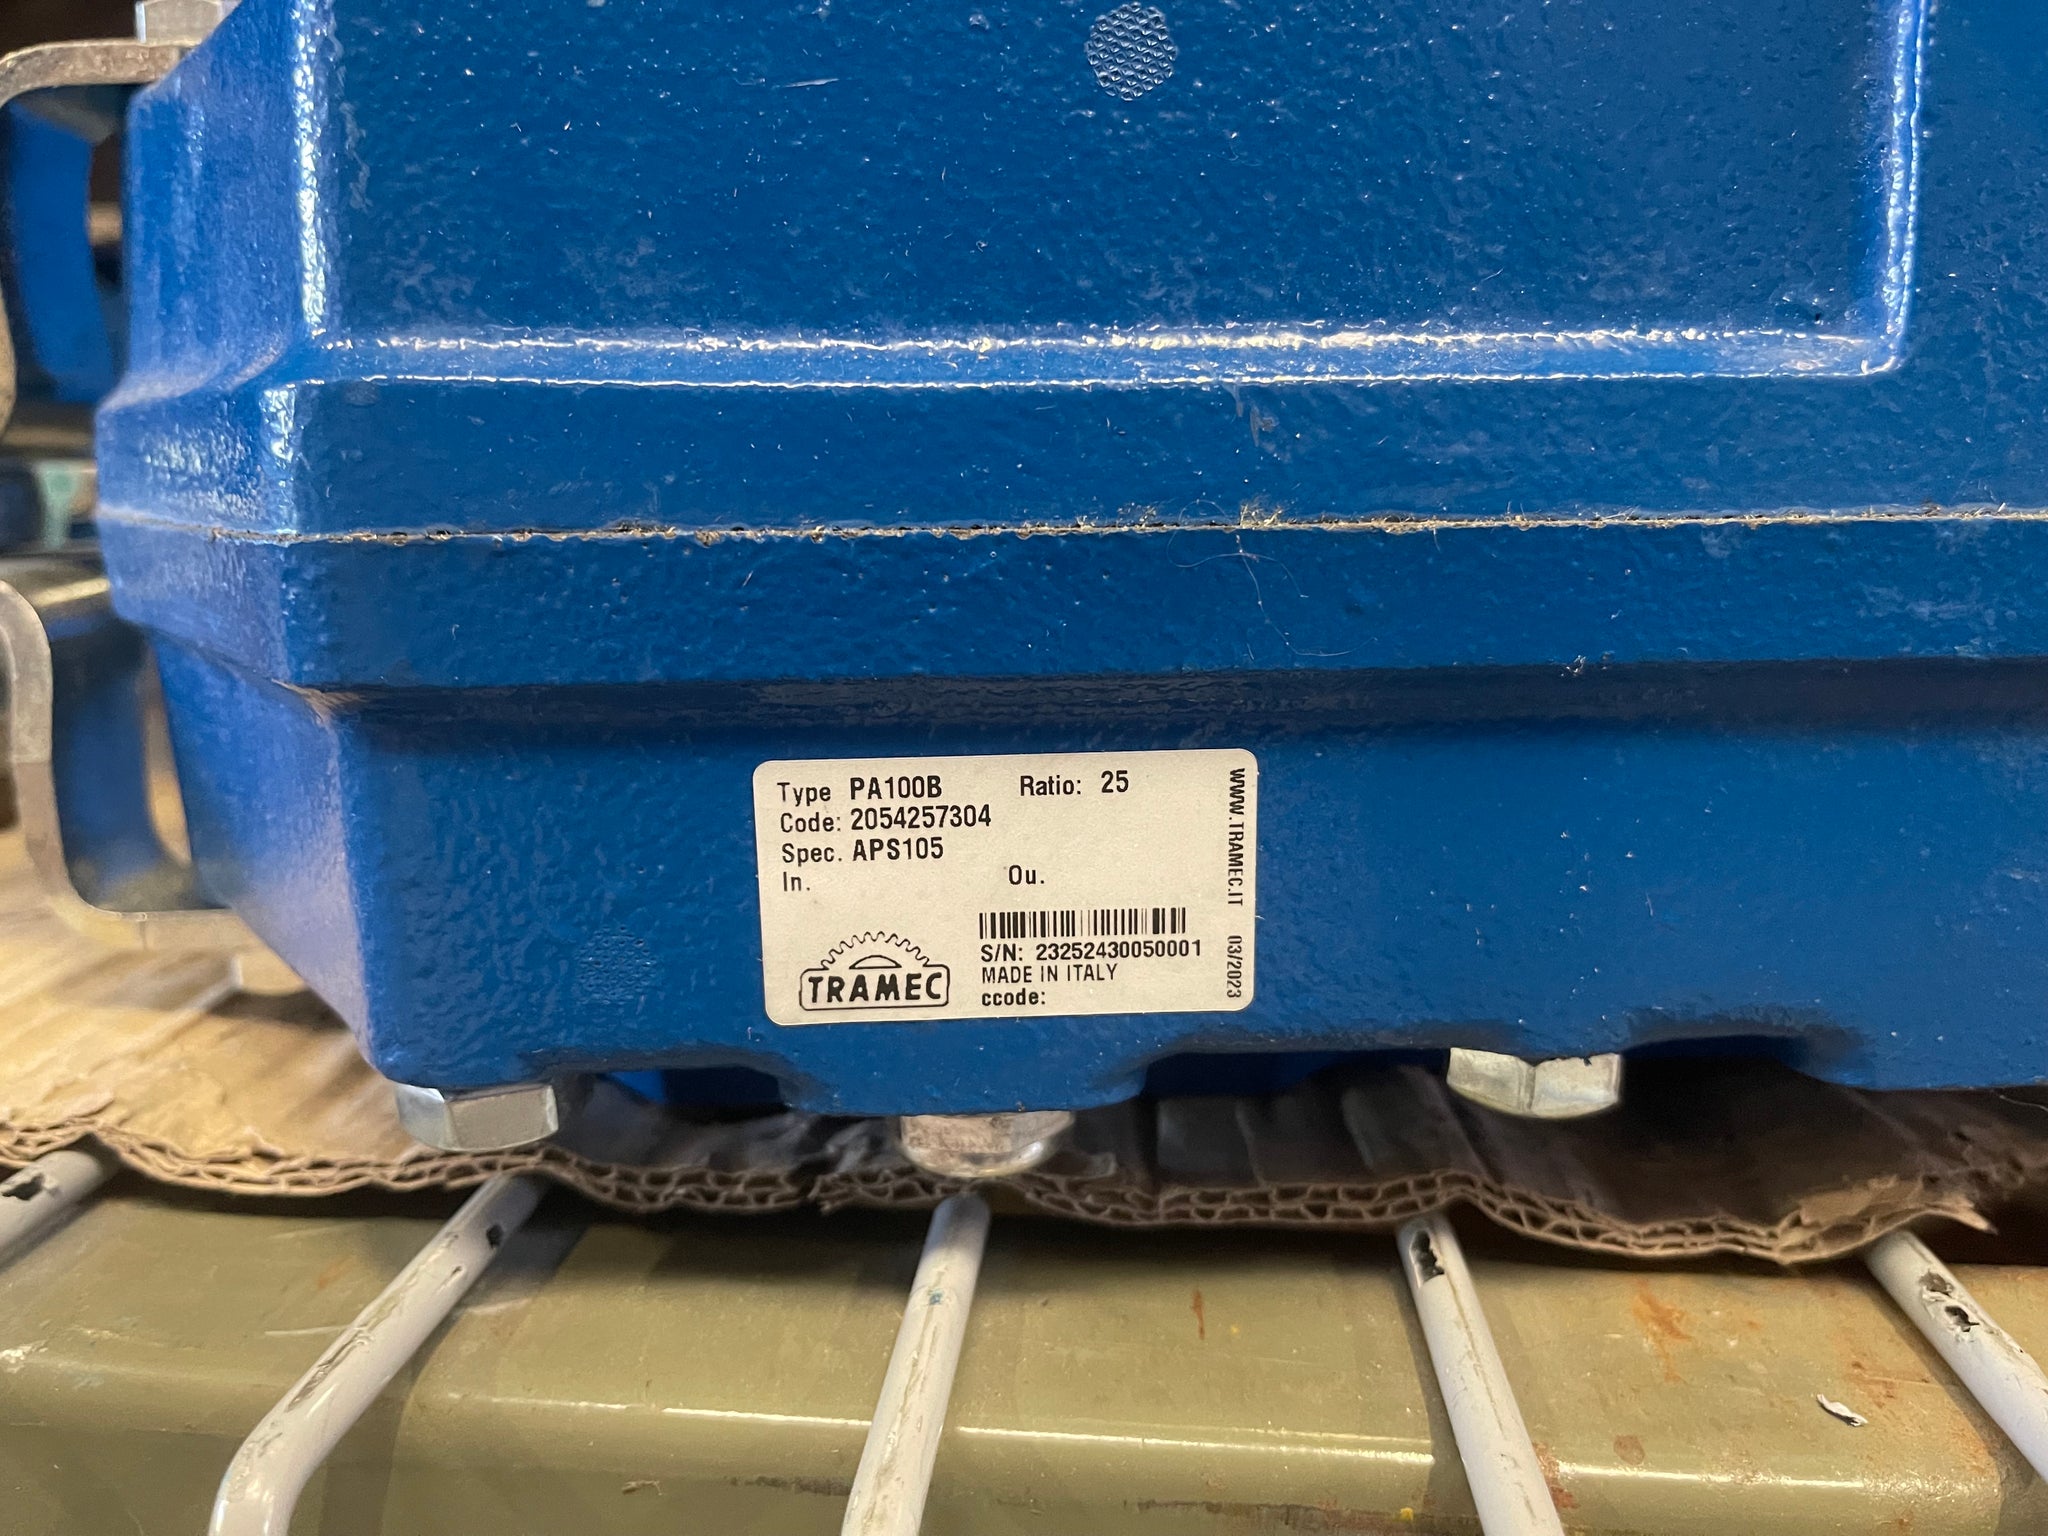 Type PA100B Ratio: 25
Code: 2054257304
Spec. APS105
In. Ou.
S/N: 23252430050001
MADE IN ITALY
ccode:
TRAMEC
WWW.TRAMEC.IT 03/2023